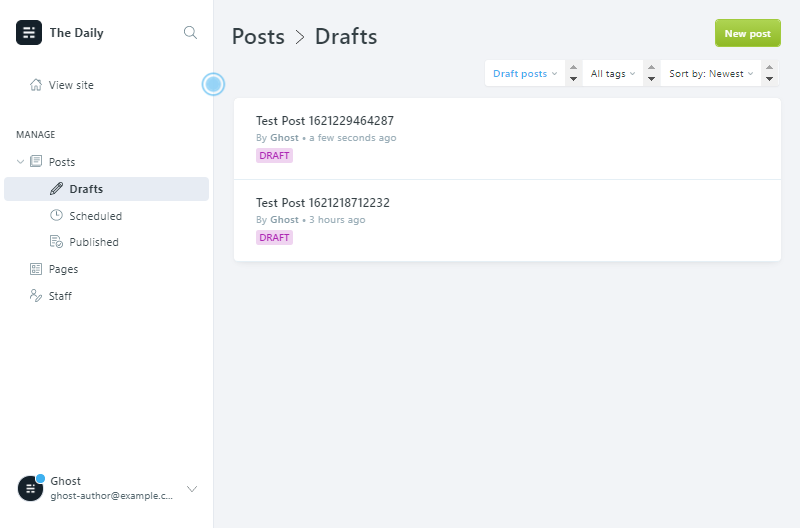 The Daily
View site
MANAGE
Posts
Drafts
Scheduled
Published
Pages
Staff
Ghost
ghost-author@example.c...
Posts > Drafts
New post
Draft posts
All tags
Sort by: Newest
Test Post 1621229464287
By Ghost • a few seconds ago
DRAFT
Test Post 1621218712232
By Ghost • 3 hours ago
DRAFT